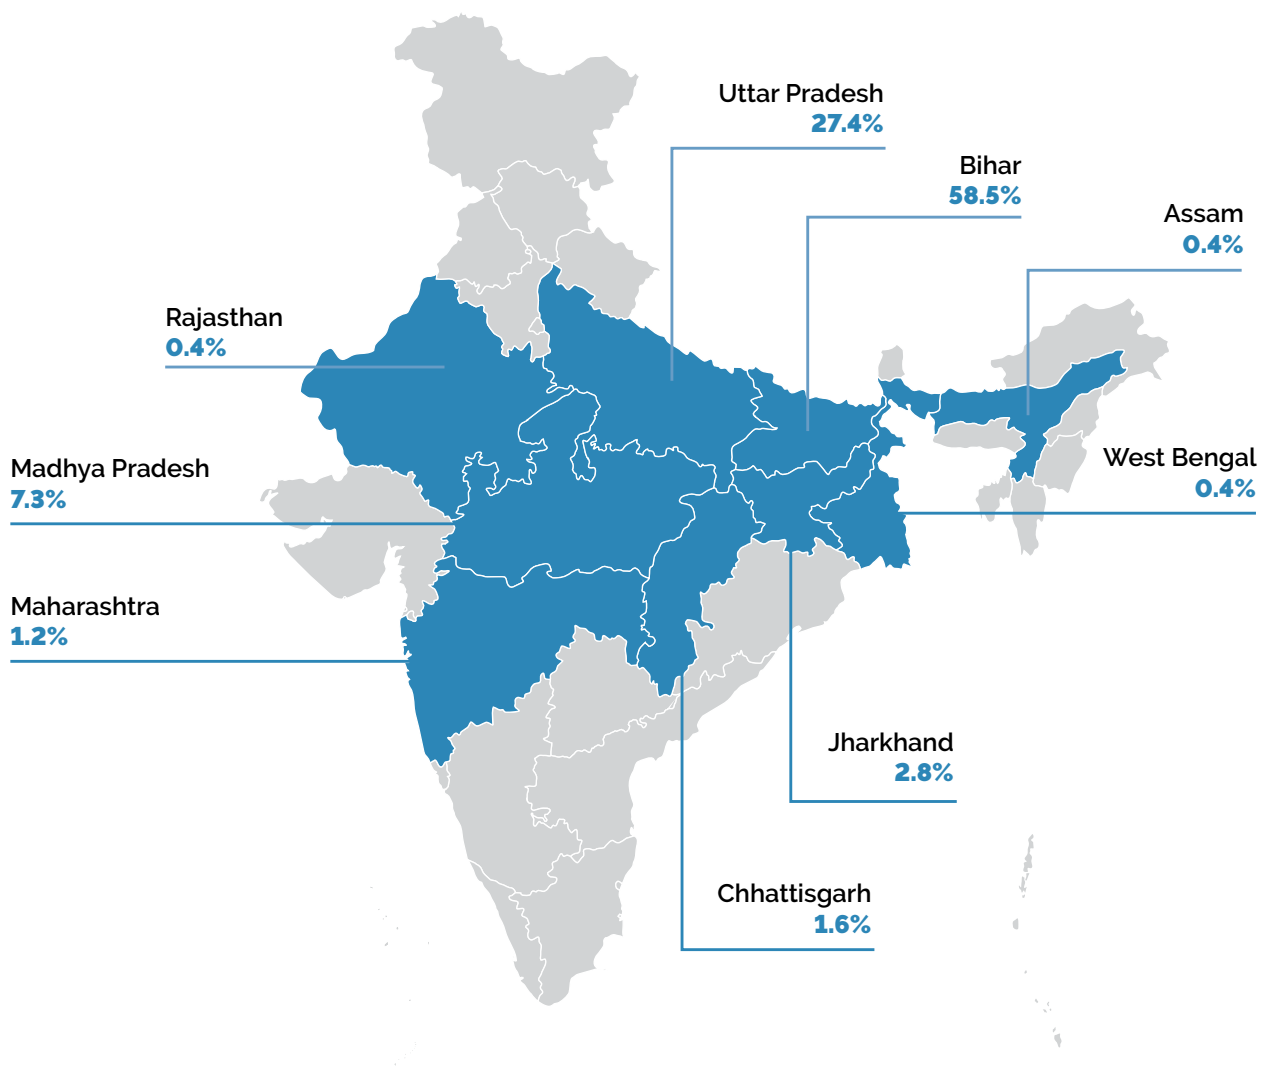 Uttar Pradesh
27.4%
Bihar
58.5%
Assam
0.4%
Rajasthan
0.4%
Madhya Pradesh
7.3%
West Bengal
0.4%
Maharashtra
1.2%
Jharkhand
2.8%
Chhattisgarh
1.6%